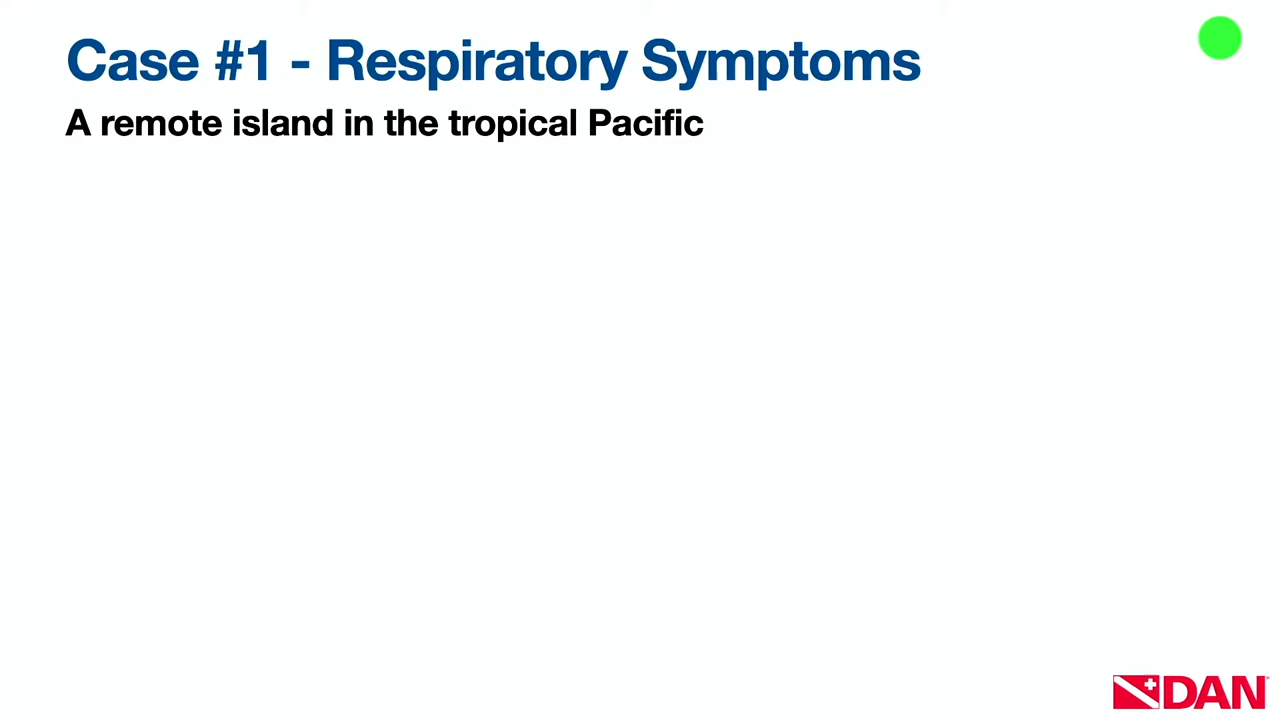 Case #1 - Respiratory Symptoms
A remote island in the tropical Pacific
DAN